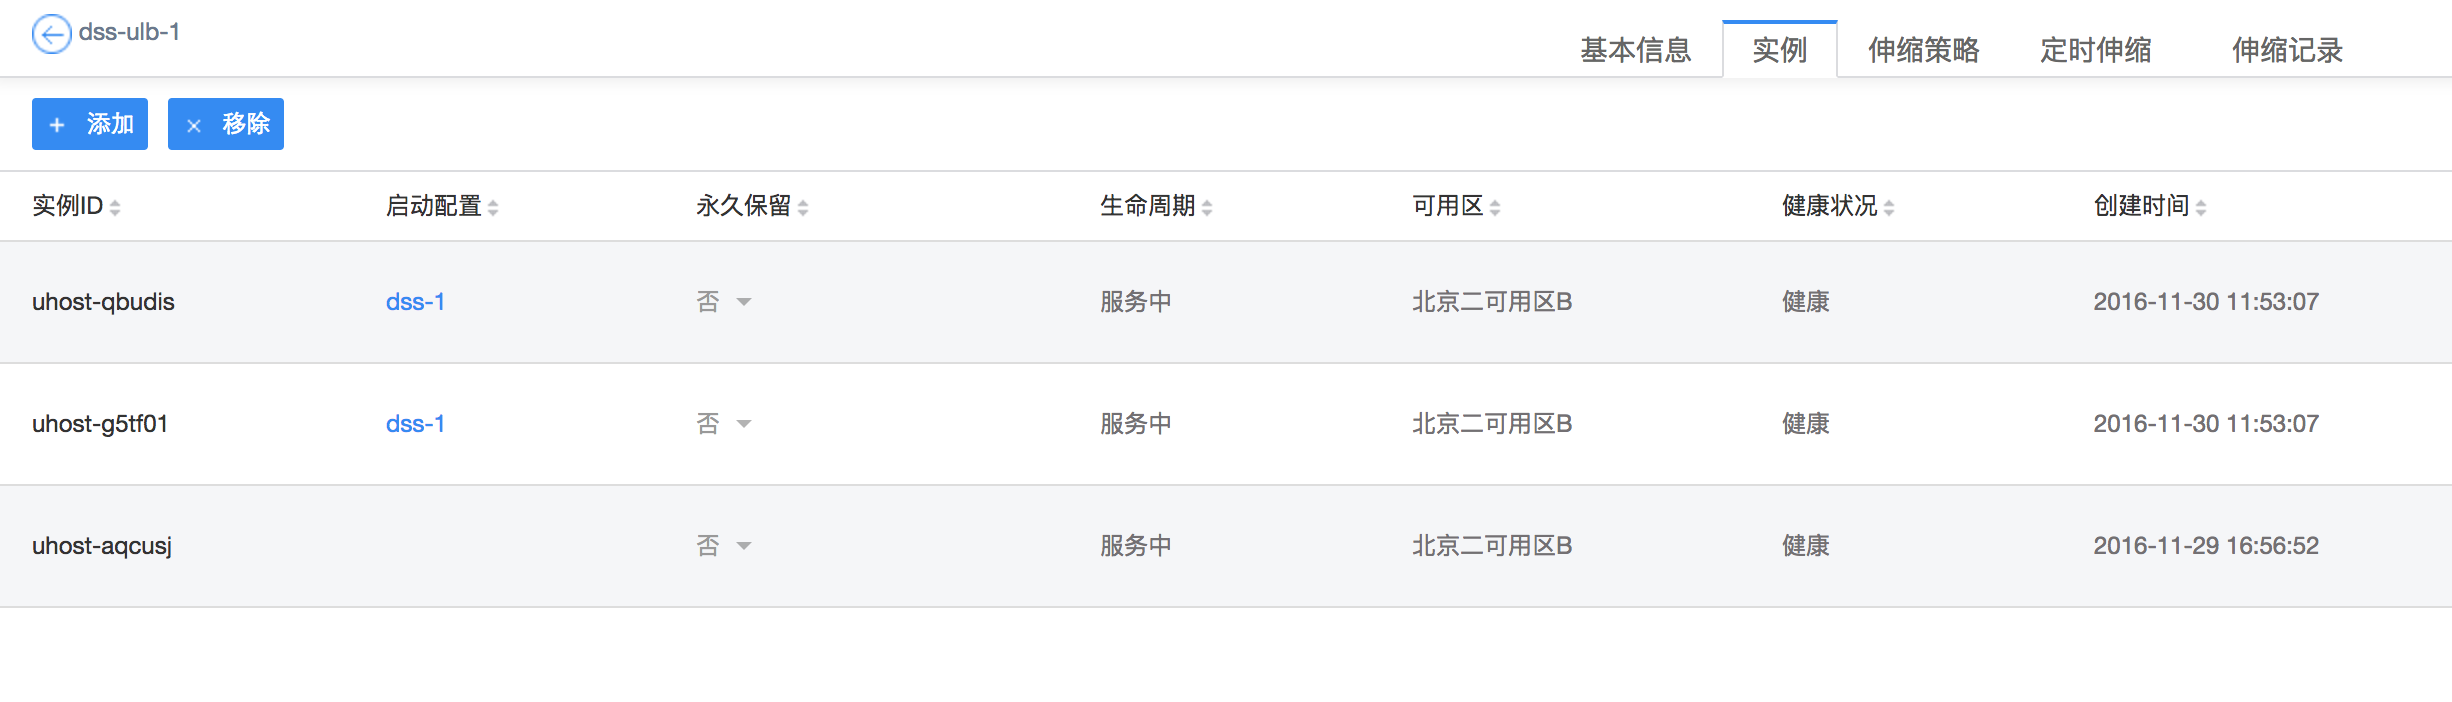 dss-ulb-1
基本信息 实例 伸缩策略 定时伸缩 伸缩记录
+ 添加 × 移除
实例ID 启动配置 永久保留 生命周期 可用区 健康状况 创建时间
uhost-qbudis dss-1 否 服务中 北京二可用区B 健康 2016-11-30 11:53:07
uhost-g5tf01 dss-1 否 服务中 北京二可用区B 健康 2016-11-30 11:53:07
uhost-aqcusj 否 服务中 北京二可用区B 健康 2016-11-29 16:56:52